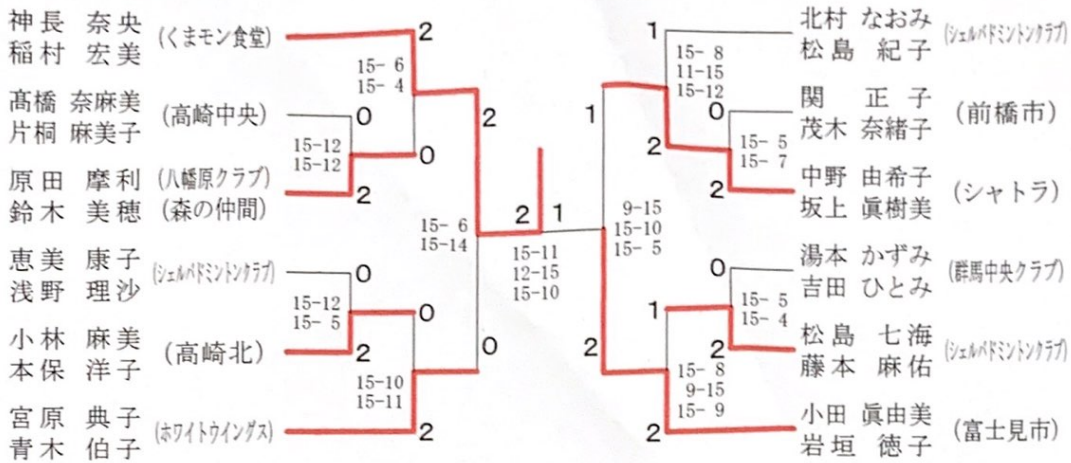 神長 奈央
稲村 宏美
(くまモン食堂)
髙橋 奈麻美
片桐 麻美子
(高崎中央)
原田 摩利 (八幡原クラブ)
鈴木 美穂 (森の仲間)
恵美 康子
浅野 理沙
(シェルバドミントンクラブ)
小林 麻美
本保 洋子
(高崎北)
宮原 典子
青木 伯子
(ホワイトウイングス)
2
15- 6
15- 4
0
15-12
15-12
2
0
2
15- 6
15-14
0
15-12
15- 5
2
0
15-10
15-11
2
0
2 1
15-11
12-15
15-10
1
9-15
15-10
15- 5
2
1
15- 8
11-15
15-12
2
0
15- 5
15- 7
2
0
15- 5
15- 4
2
1
15- 8
9-15
15- 9
2
北村 なおみ
松島 紀子
(シェルバドミントンクラブ)
関 正子
茂木 奈緒子
(前橋市)
中野 由希子
坂上 眞樹美
(シャトラ)
湯本 かずみ
吉田 ひとみ
(群馬中央クラブ)
松島 七海
藤本 麻佑
(シェルバドミントンクラブ)
小田 眞由美
岩垣 徳子
(富士見市)